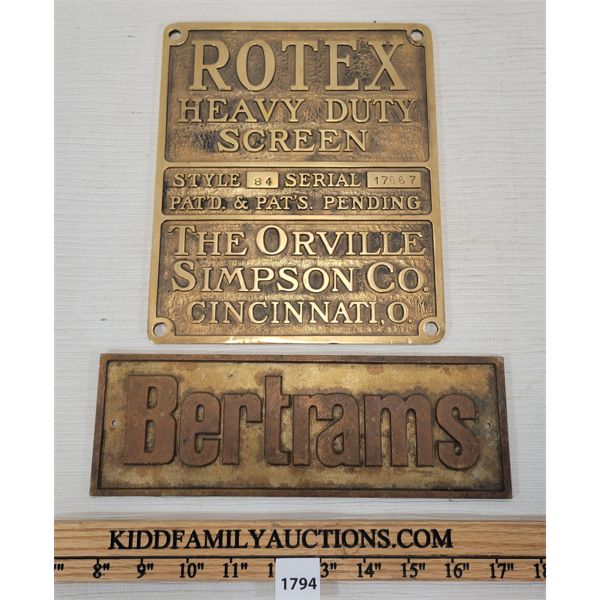 ROTEX
HEAVY DUTY
SCREEN
STYLE 84 SERIAL 17667
PAT'D. & PAT'S. PENDING
THE ORVILLE
SIMPSON CO.
CINCINNATI, O.
Bertrams
KIDDFAMILYAUCTIONS.COM
8" 9" 10" 11" 13" 14" 15" 16" 17" 18
1794